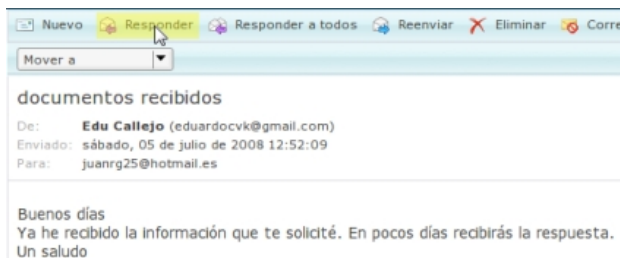 Nuevo Responder Responder a todos Reenviar Eliminar Corre
Mover a
documentos recibidos
De: Edu Callejo (eduardocvk@gmail.com)
Enviado: sábado, 05 de julio de 2008 12:52:09
Para: juanrg25@hotmail.es
Buenos días
Ya he recibido la información que te solicité. En pocos días recibirás la respuesta.
Un saludo